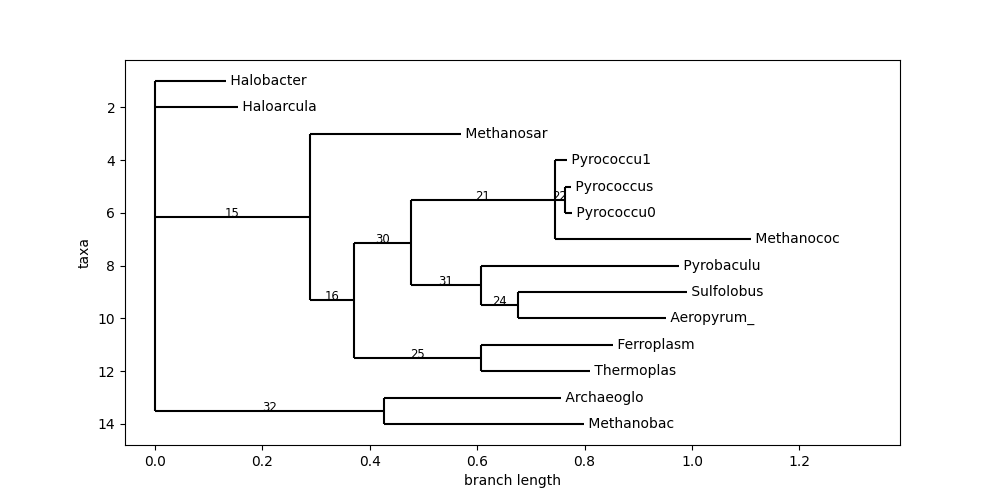 Halobacter
2 Haloarcula
Methanosar
4 Pyrococcu1
21 22 Pyrococcus
6 Pyrococcu0
15
30 Methanococ
taxa
8 Pyrobaculu
31
Sulfolobus
16 24
10 Aeropyrum_
Ferroplasm
25
12 Thermoplas
Archaeoglo
32
14 Methanobac
0.0 0.2 0.4 0.6 0.8 1.0 1.2
branch length